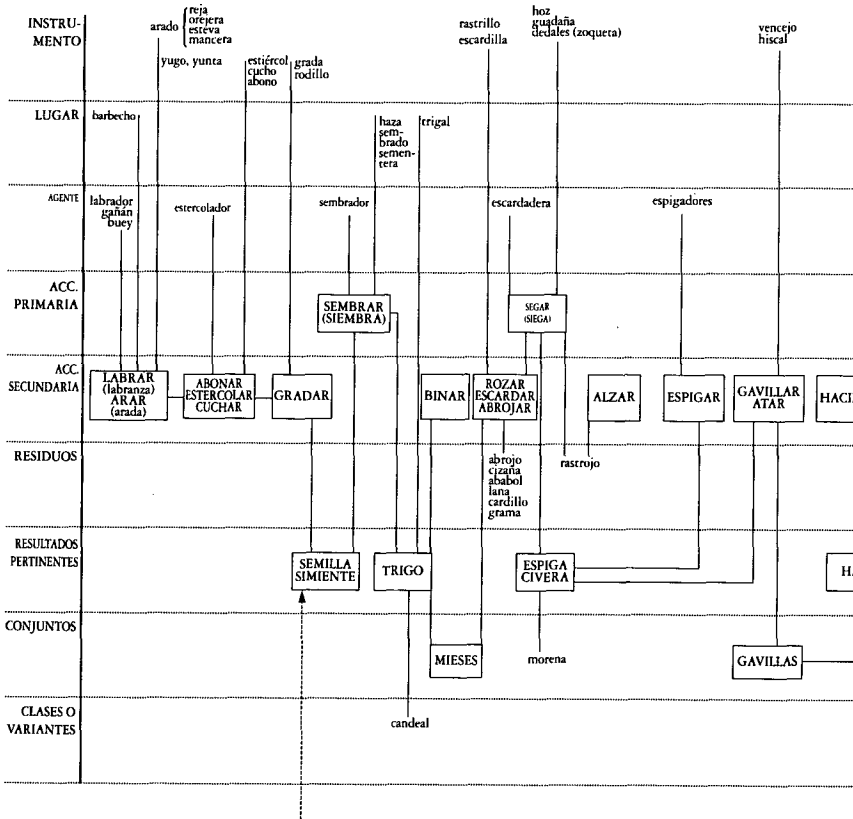 INSTRU-
MENTO
arado
reja
orejera
esteva
mancera
yugo, yunta
estiércol
cucho
abono
grada
rodillo
rastrillo
escardilla
hoz
guadaña
dedales (zoqueta)
vencejo
hiscal
LUGAR
barbecho
haza
sem-
brado
semen-
tera
trigal
AGENTE
labrador
gañán
buey
estercolador
sembrador
escardadera
espigadores
ACC.
PRIMARIA
SEMBRAR
(SIEMBRA)
SEGAR
(SIEGA)
ACC.
SECUNDARIA
LABRAR
(labranza)
ARAR
(arada)
ABONAR
ESTERCOLAR
CUCHAR
GRADAR
BINAR
ROZAR
ESCARDAR
ABROJAR
ALZAR
ESPIGAR
GAVILLAR
ATAR
HACI
RESIDUOS
abrojo
cizaña
ababol
lana
cardillo
grama
rastrojo
RESULTADOS
PERTINENTES
SEMILLA
SIMIENTE
TRIGO
ESPIGA
CIVERA
H
CONJUNTOS
MIESES
morena
GAVILLAS
CLASES O
VARIANTES
candeal